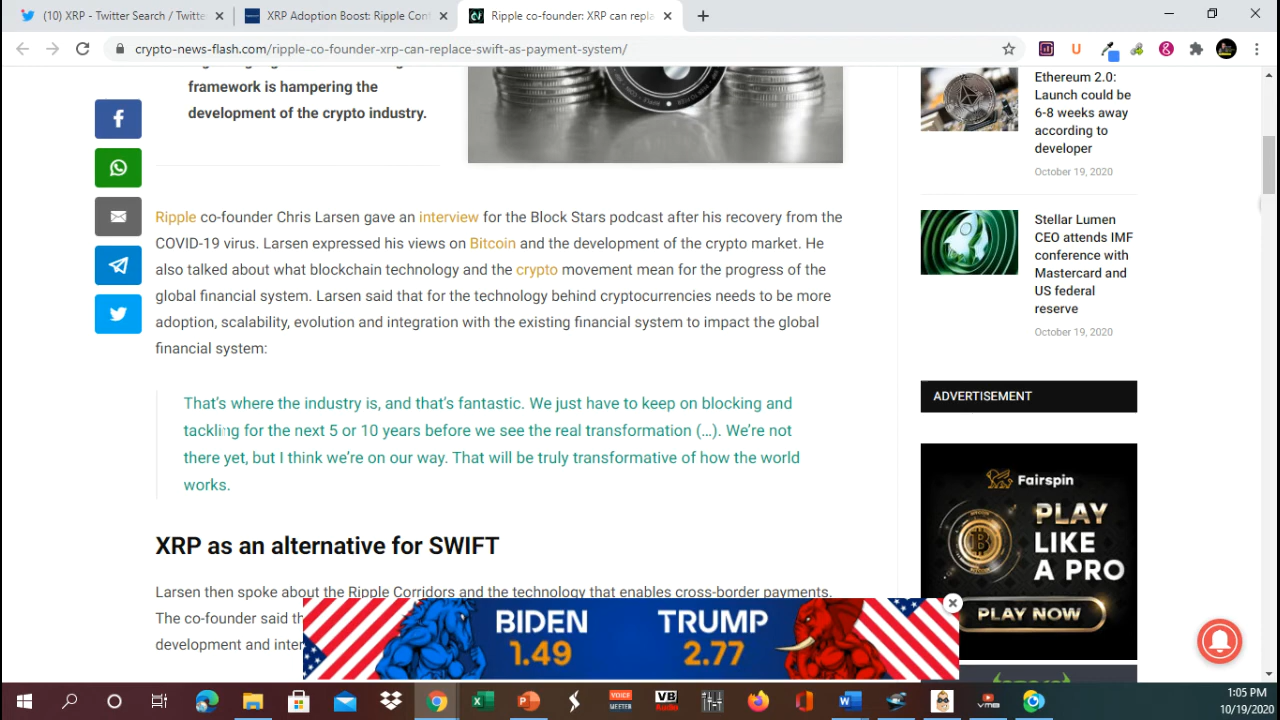 (10) XRP - Twitter Search / Twitte
XRP Adoption Boost: Ripple Conf
Ripple co-founder: XRP can repla
crypto-news-flash.com/ripple-co-founder-xrp-can-replace-swift-as-payment-system/
framework is hampering the
development of the crypto industry.
Ripple co-founder Chris Larsen gave an interview for the Block Stars podcast after his recovery from the
COVID-19 virus. Larsen expressed his views on Bitcoin and the development of the crypto market. He
also talked about what blockchain technology and the crypto movement mean for the progress of the
global financial system. Larsen said that for the technology behind cryptocurrencies needs to be more
adoption, scalability, evolution and integration with the existing financial system to impact the global
financial system:
That's where the industry is, and that's fantastic. We just have to keep on blocking and
tackling for the next 5 or 10 years before we see the real transformation (…). We're not
there yet, but I think we're on our way. That will be truly transformative of how the world
works.
XRP as an alternative for SWIFT
Larsen then spoke about the Ripple Corridors and the technology that enables cross-border payments.
The co-founder said th
development and inter
Ethereum 2.0:
Launch could be
6-8 weeks away
according to
developer
October 19, 2020
Stellar Lumen
CEO attends IMF
conference with
Mastercard and
US federal
reserve
October 19, 2020
ADVERTISEMENT
Fairspin
PLAY
LIKE
A PRO
PLAY NOW
BIDEN
1.49
TRUMP
2.77
VOICE
MEETER
VB
Audio
VMB
1:05 PM
10/19/2020